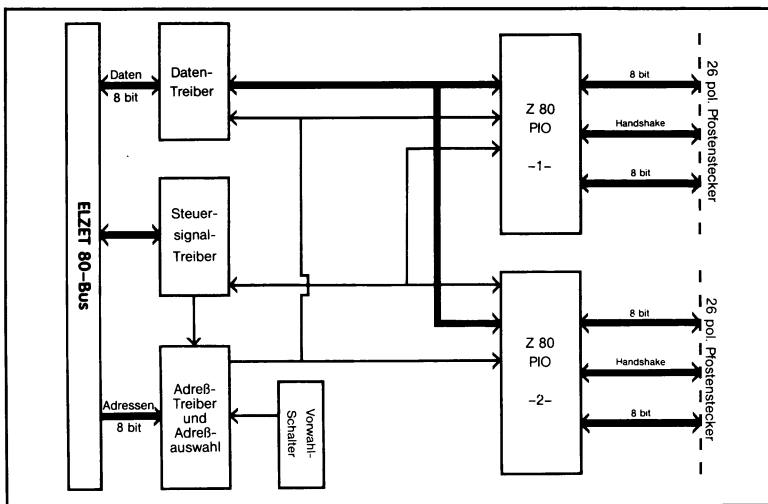 ELZET 80-Bus
Daten
8 bit
Daten-
Treiber
Steuer-
signal-
Treiber
Adressen
8 bit
Adreß-
Treiber
und
Adreß-
auswahl
Vorwahl-
Schalter
Z 80
PIO
-1-
8 bit
Handshake
8 bit
26 pol. Pfostenstecker
Z 80
PIO
-2-
8 bit
Handshake
8 bit
26 pol. Pfostenstecker